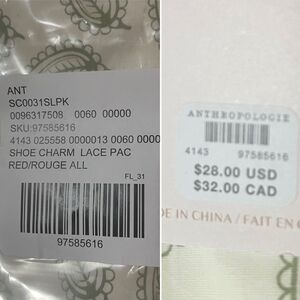 ANT
SC0031SLPK
0096317508 0060 00000
SKU:97585616
4143 025558 0000013 0060 0000
SHOE CHARM LACE PAC
RED/ROUGE ALL
FL_31
97585616
ANTHROPOLOGIE
4143 97585616
$28.00 USD
$32.00 CAD
DE IN CHINA / FAIT EN C